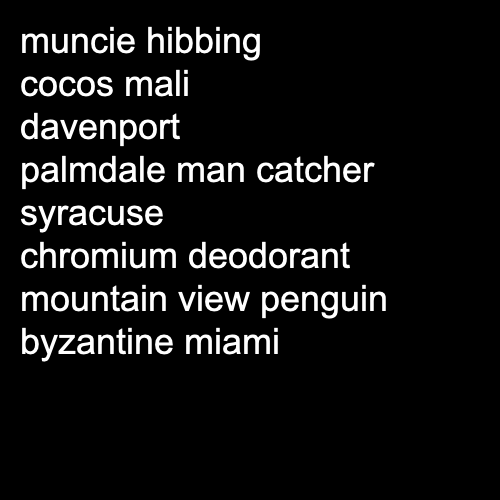 muncie hibbing
cocos mali
davenport
palmdale man catcher
syracuse
chromium deodorant
mountain view penguin
byzantine miami